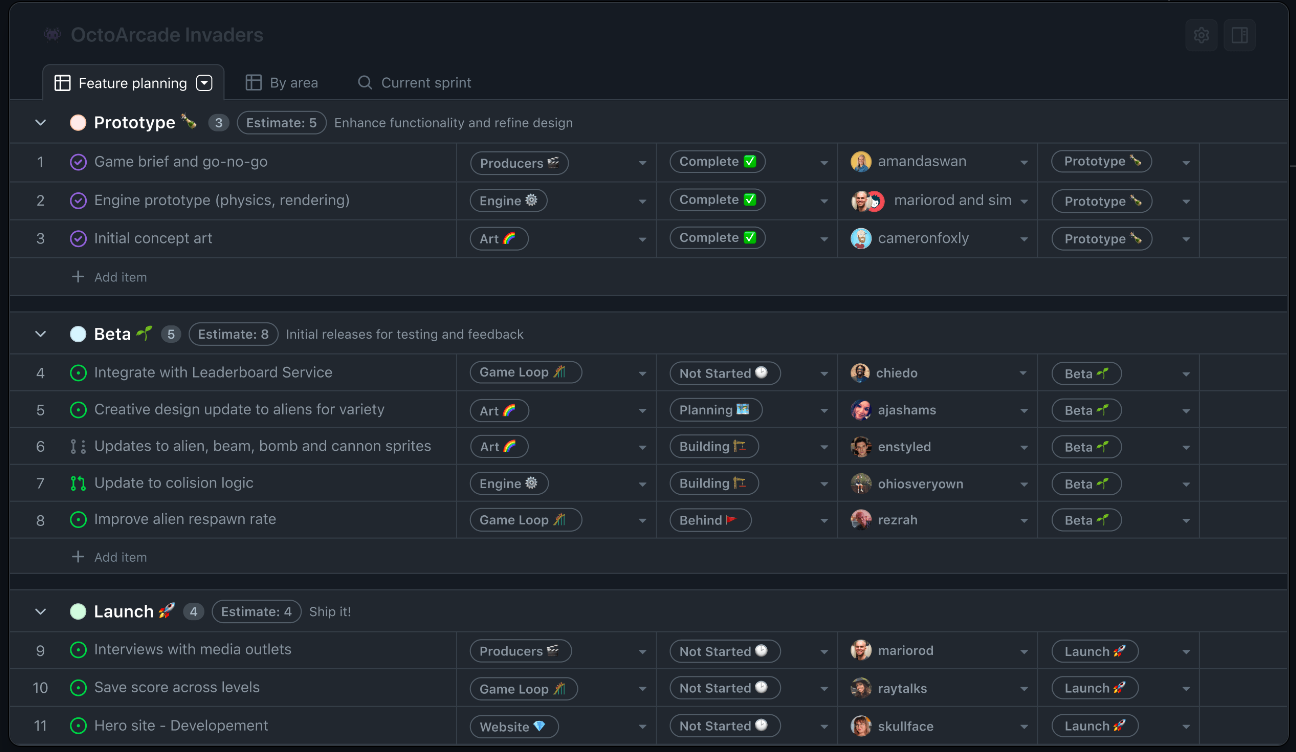 OctoArcade Invaders
Feature planning By area Current sprint
Prototype 3 Estimate: 5 Enhance functionality and refine design
1 Game brief and go-no-go Producers Complete amandaswan Prototype
2 Engine prototype (physics, rendering) Engine Complete mariorod and sim Prototype
3 Initial concept art Art Complete cameronfoxly Prototype
Add item
Beta 5 Estimate: 8 Initial releases for testing and feedback
4 Integrate with Leaderboard Service Game Loop Not Started chiedo Beta
5 Creative design update to aliens for variety Art Planning ajashams Beta
6 Updates to alien, beam, bomb and cannon sprites Art Building enstyled Beta
7 Update to colision logic Engine Building ohiosveryown Beta
8 Improve alien respawn rate Game Loop Behind rezrah Beta
Add item
Launch 4 Estimate: 4 Ship it!
9 Interviews with media outlets Producers Not Started mariorod Launch
10 Save score across levels Game Loop Not Started raytalks Launch
11 Hero site - Developement Website Not Started skullface Launch